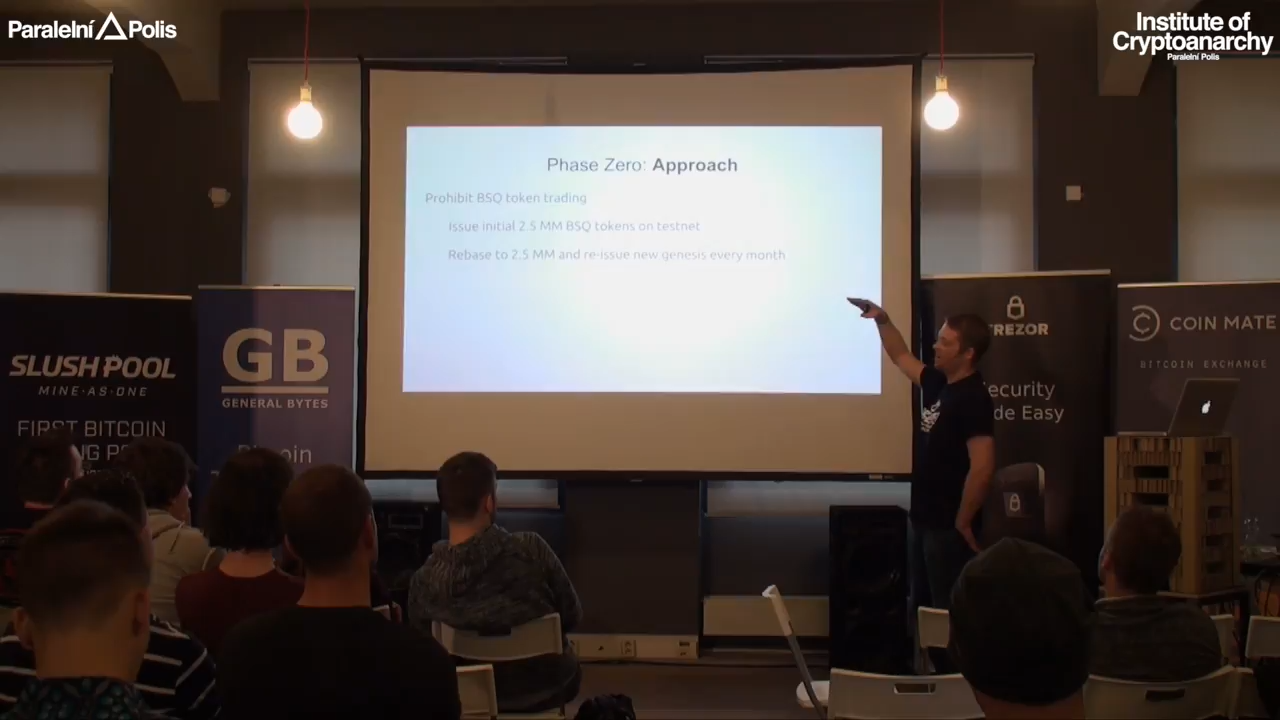 Paralelní Polis
Institute of
Cryptoanarchy
Paralelní Polis
Phase Zero: Approach
Prohibit BSQ token trading
Issue initial 2.5 MM BSQ tokens on testnet
Rebase to 2.5 MM and re-issue new genesis every month
SLUSH POOL
MINE·AS·ONE
FIRST BITCOIN
GB
GENERAL BYTES
TREZOR
COIN MATE
BITCOIN EXCHANGE
Easy